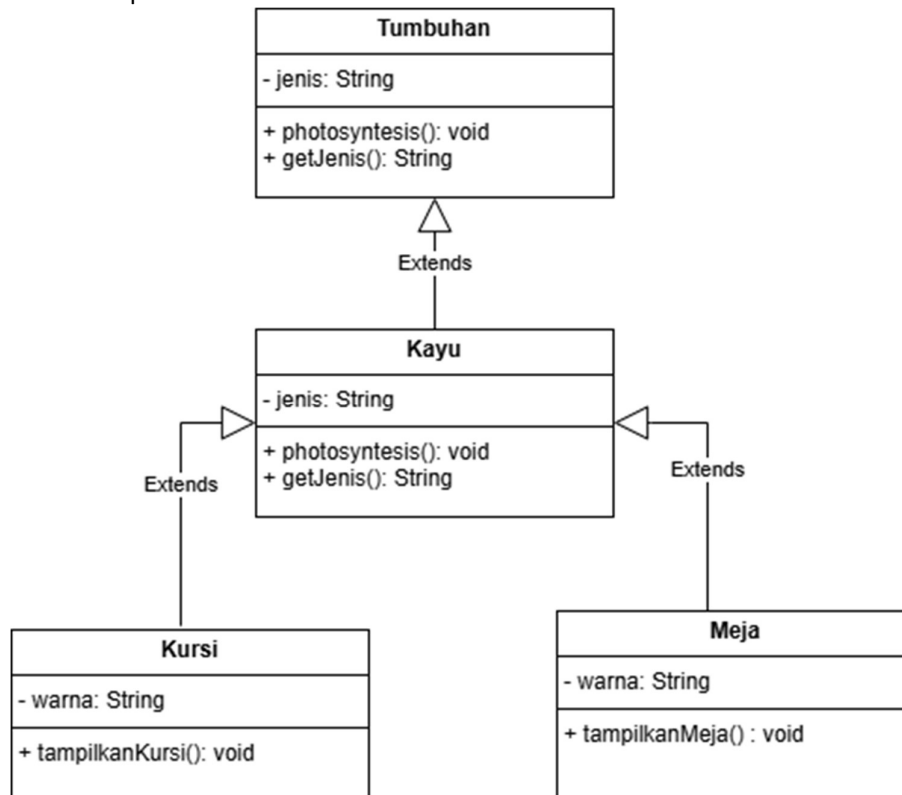 Tumbuhan
- jenis: String
+ photosyntesis(): void
+ getJenis(): String
Extends
Kayu
- jenis: String
+ photosyntesis(): void
+ getJenis(): String
Extends
Extends
Kursi
- warna: String
+ tampilkanKursi(): void
Meja
- warna: String
+ tampilkanMeja() : void